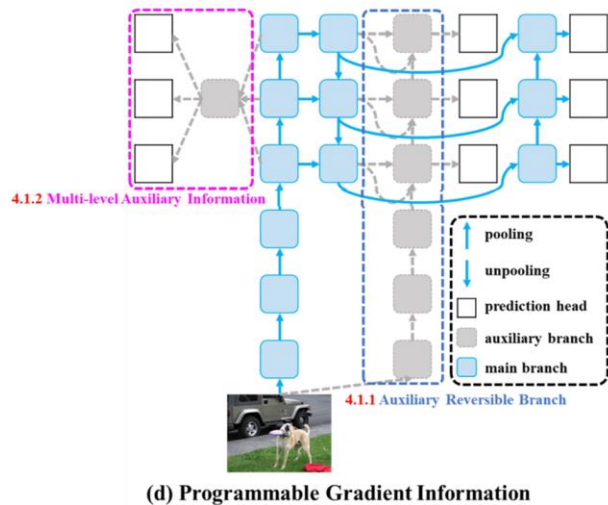 4.1.2 Multi-level Auxiliary Information
pooling
unpooling
prediction head
auxiliary branch
main branch
4.1.1 Auxiliary Reversible Branch
(d) Programmable Gradient Information